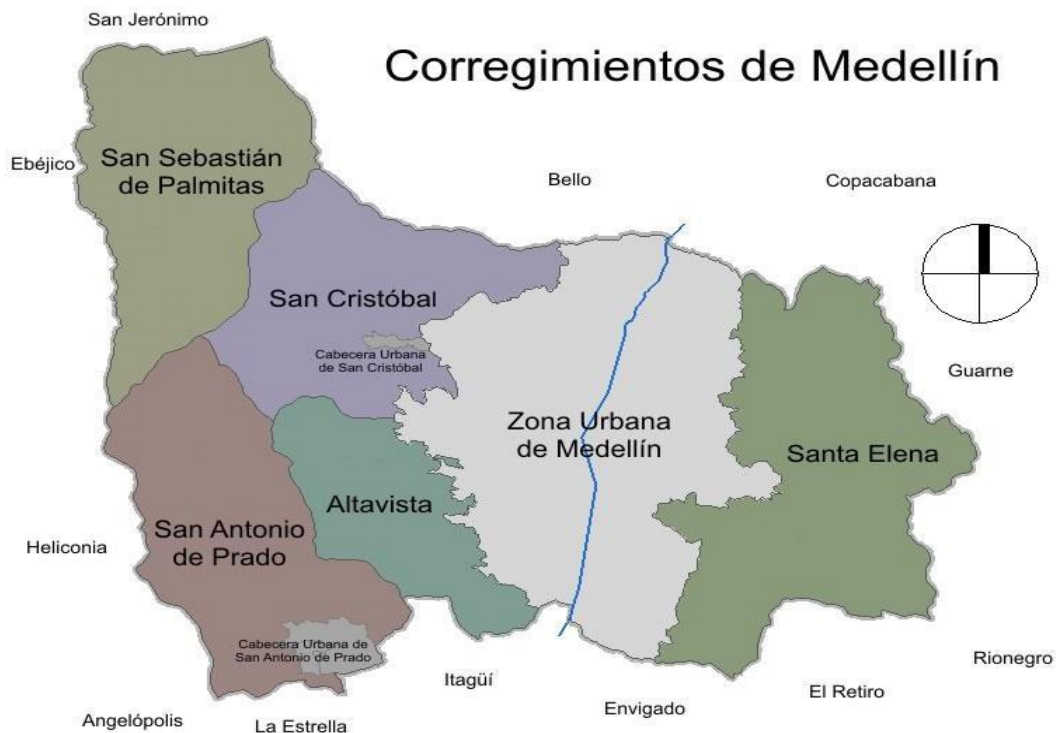 San Jerónimo
Corregimientos de Medellín
Ebéjico
San Sebastián
de Palmitas
Bello
Copacabana
San Cristóbal
Cabecera Urbana
de San Cristóbal
Guarne
Zona Urbana
de Medellín
Santa Elena
Altavista
San Antonio
de Prado
Heliconia
Cabecera Urbana de
San Antonio de Prado
Itagüí
Rionegro
El Retiro
Envigado
Angelópolis
La Estrella